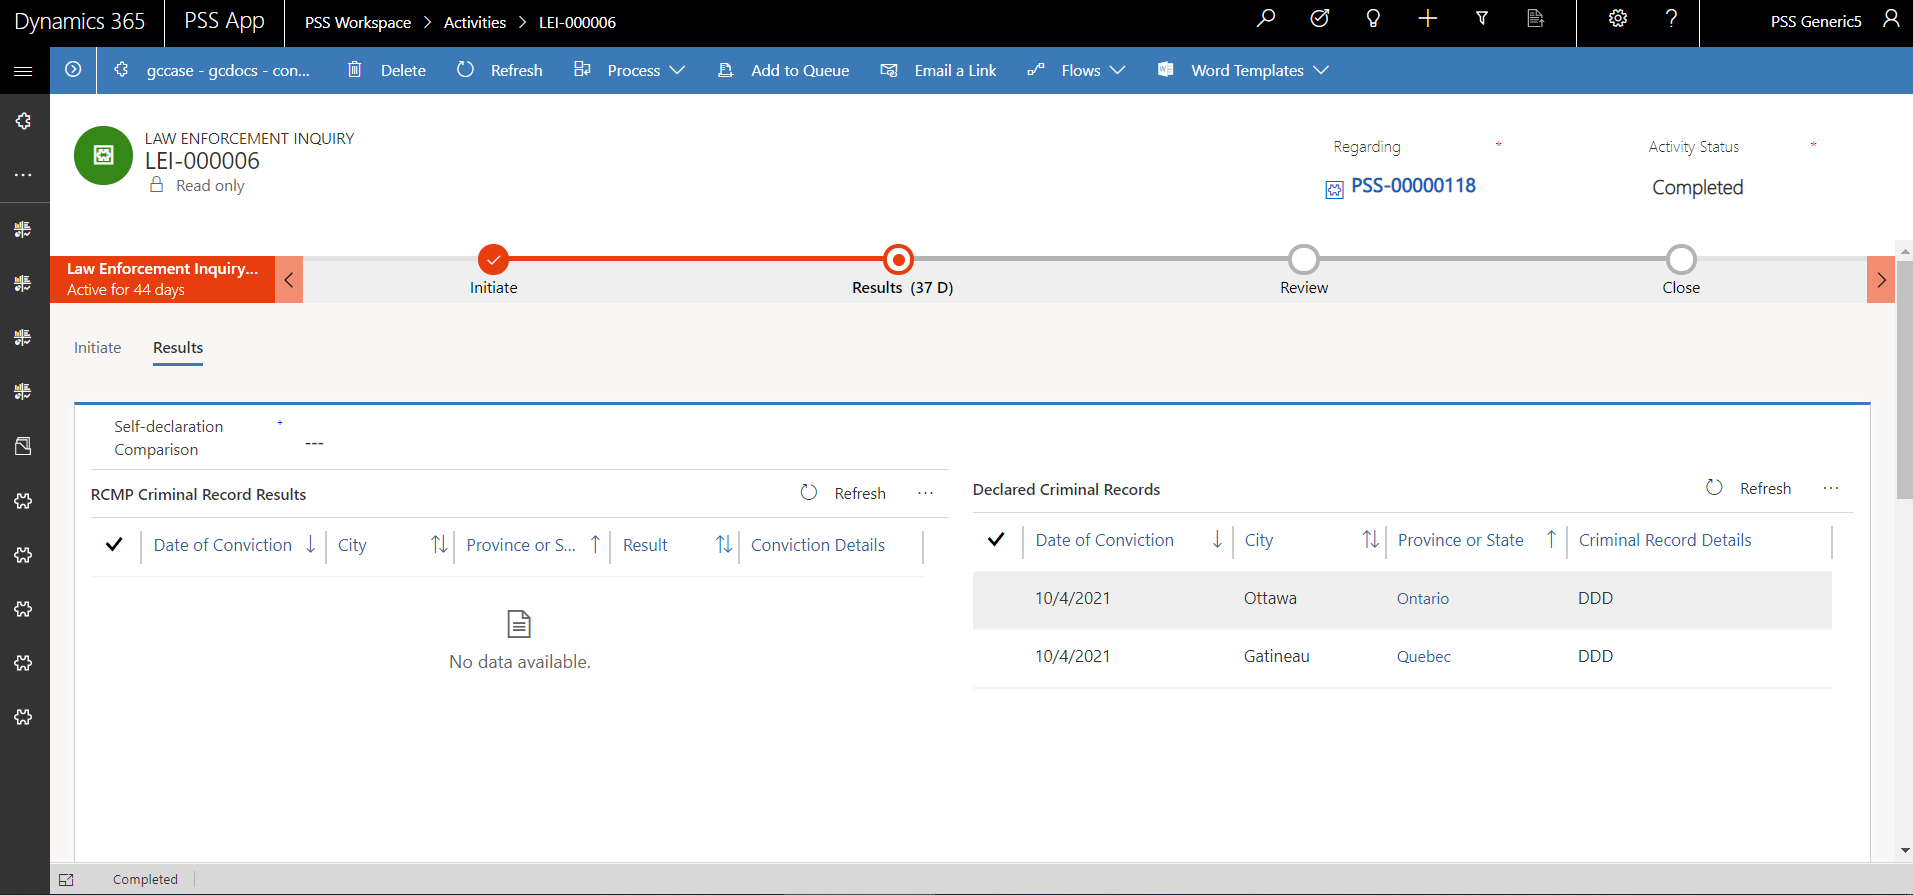 Dynamics 365
PSS App
PSS Workspace > Activities > LEI-000006
PSS Generic5
gccase - gcdocs - con...
Delete
Refresh
Process
Add to Queue
Email a Link
Flows
Word Templates
LAW ENFORCEMENT INQUIRY
LEI-000006
Read only
Regarding *
PSS-00000118
Activity Status *
Completed
Law Enforcement Inquiry...
Active for 44 days
Initiate
Results (37 D)
Review
Close
Initiate
Results
Self-declaration +
Comparison
---
RCMP Criminal Record Results
Refresh
...
Date of Conviction
City
Province or S...
Result
Conviction Details
No data available.
Declared Criminal Records
Refresh
...
Date of Conviction
City
Province or State
Criminal Record Details
10/4/2021 Ottawa Ontario DDD
10/4/2021 Gatineau Quebec DDD
Completed